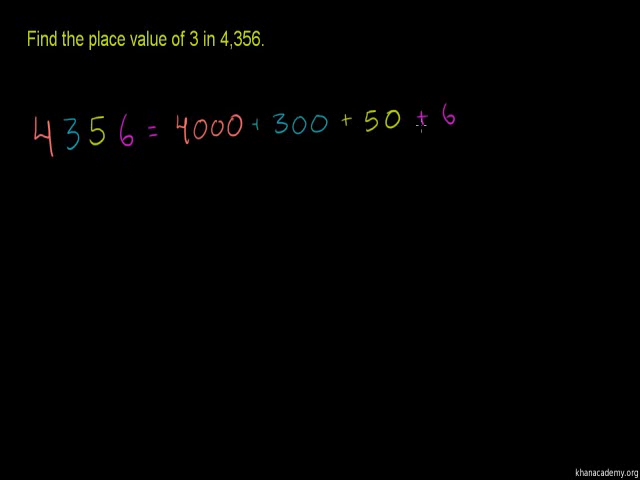 Find the place value of 3 in 4,356.
4356 = 4000 + 300 + 50 + 6
khanacademy.org